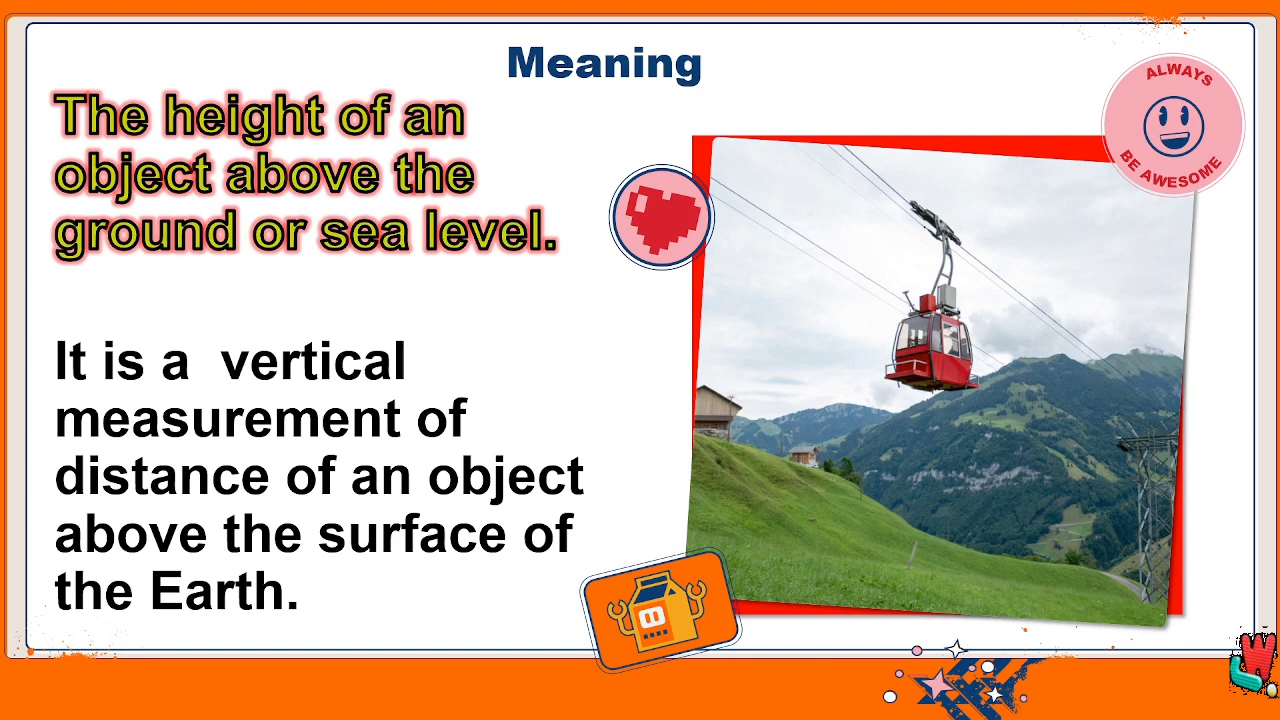 Meaning
The height of an
object above the
ground or sea level.
It is a  vertical
measurement of
distance of an object
above the surface of
the Earth.
ALWAYS
BE AWESOME
W